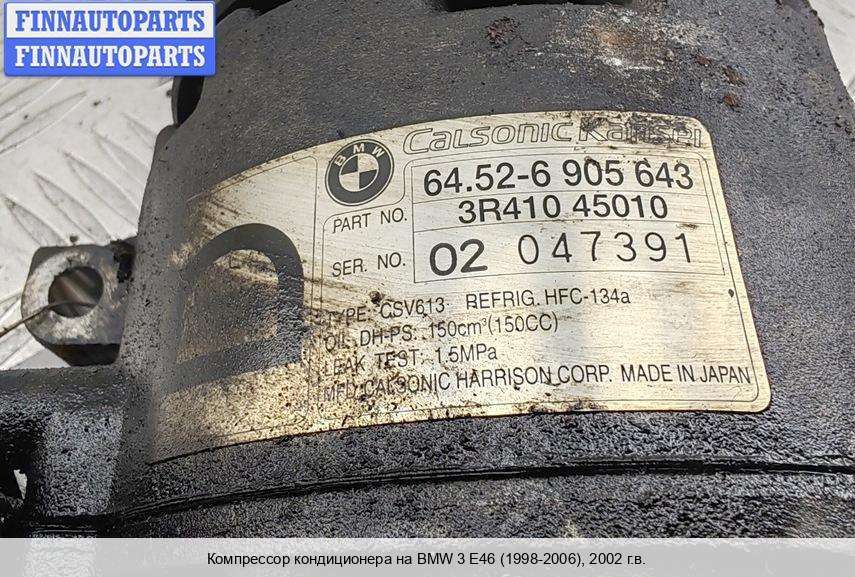 FINNAUTOPARTS
FINNAUTOPARTS
CALSONIC Kansei
BMW
64.52-6 905 643
PART NO. 3R410 45010
SER. NO. 02 047391
TYPE: CSV613 REFRIG. HFC-134a
OIL DH-PS 150cm³(150CC)
LEAK TEST: 1.5MPa
MFD. CALSONIC HARRISON CORP. MADE IN JAPAN
D
Компрессор кондиционера на BMW 3 E46 (1998-2006), 2002 г.в.